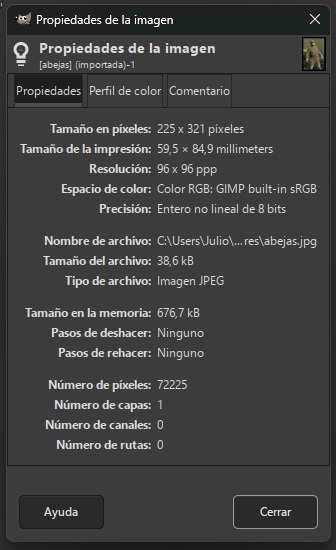 Propiedades de la imagen
Propiedades de la imagen
[abejas] (importada)-1
Propiedades Perfil de color Comentario
Tamaño en píxeles: 225 x 321 píxeles
Tamaño de la impresión: 59,5 × 84,9 millimeters
Resolución: 96 x 96 ppp
Espacio de color: Color RGB: GIMP built-in sRGB
Precisión: Entero no lineal de 8 bits
Nombre de archivo: C:\Users\Julio\...res\abejas.jpg
Tamaño del archivo: 38,6 kB
Tipo de archivo: Imagen JPEG
Tamaño en la memoria: 676,7 kB
Pasos de deshacer: Ninguno
Pasos de rehacer: Ninguno
Número de píxeles: 72225
Número de capas: 1
Número de canales: 0
Número de rutas: 0
Ayuda Cerrar